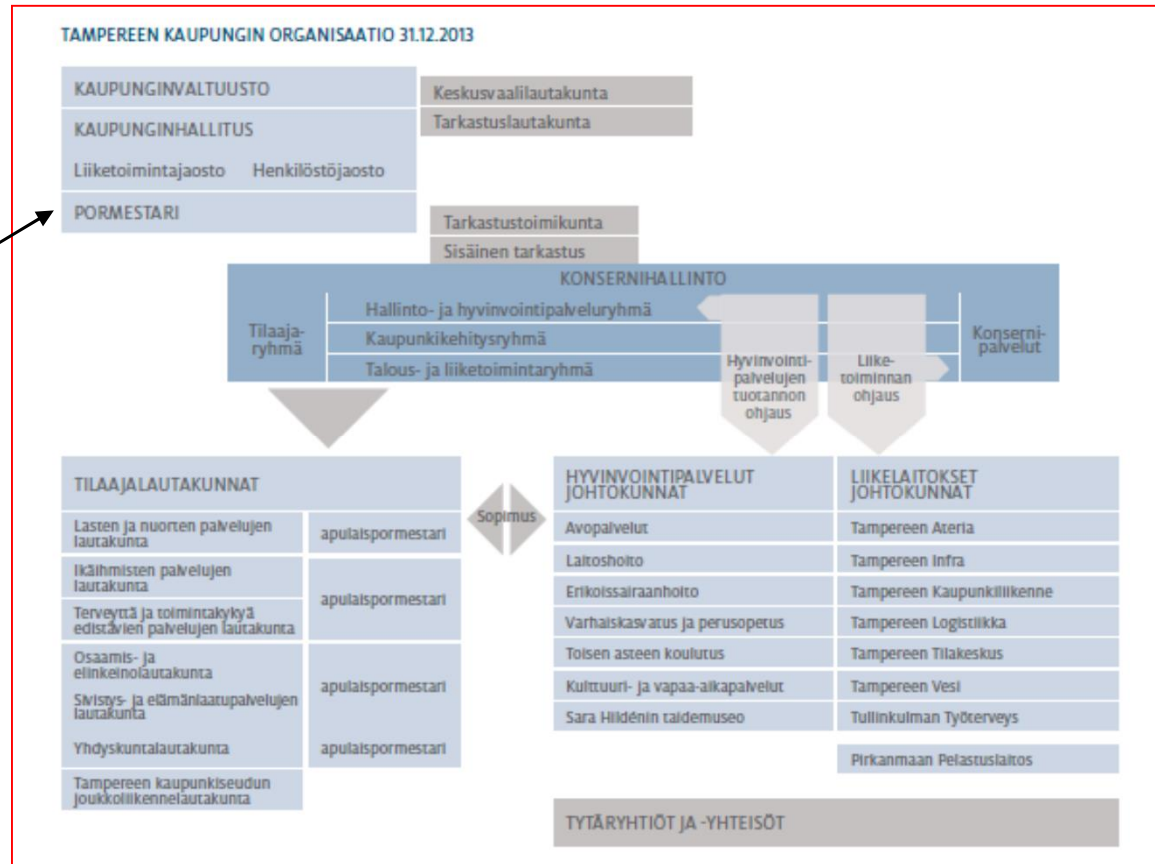 TAMPEREEN KAUPUNGIN ORGANISAATIO 31.12.2013
KAUPUNGINVALTUUSTO
Keskusvaalilautakunta
KAUPUNGINHALLITUS
Tarkastuslautakunta
Liiketoimintajaosto Henkilöstöjaosto
PORMESTARI
Tarkastustoimikunta
Sisäinen tarkastus
KONSERNIHALLINTO
Tilaaja-
ryhmä
Hallinto- ja hyvinvointipalveluryhmä
Kaupunkikehitysryhmä
Talous- ja liiketoimintaryhmä
Hyvinvointi-
palvelujen
tuotannon
ohjaus
Liike-
toiminnan
ohjaus
Konserni-
palvelut
TILAAJALAUTAKUNNAT
Lasten ja nuorten palvelujen
lautakunta
apulaispormestari
Ikäihmisten palvelujen
lautakunta
Terveyttä ja toimintakykyä
edistävien palvelujen lautakunta
apulaispormestari
Osaamis- ja
elinkeinolautakunta
Sivistys- ja elämänlaatupalvelujen
lautakunta
apulaispormestari
Yhdyskuntalautakunta
apulaispormestari
Tampereen kaupunkiseudun
joukkoliikennelautakunta
Sopimus
HYVINVOINTIPALVELUT
JOHTOKUNNAT
Avopalvelut
Laitoshoito
Erikoissairaanhoito
Varhaiskasvatus ja perusopetus
Toisen asteen koulutus
Kulttuuri- ja vapaa-aikapalvelut
Sara Hildénin taidemuseo
LIIKELAITOKSET
JOHTOKUNNAT
Tampereen Ateria
Tampereen Infra
Tampereen Kaupunkiliikenne
Tampereen Logistiikka
Tampereen Tilakeskus
Tampereen Vesi
Tullinkulman Työterveys
Pirkanmaan Pelastuslaitos
TYTÄRYHTIÖT JA -YHTEISÖT